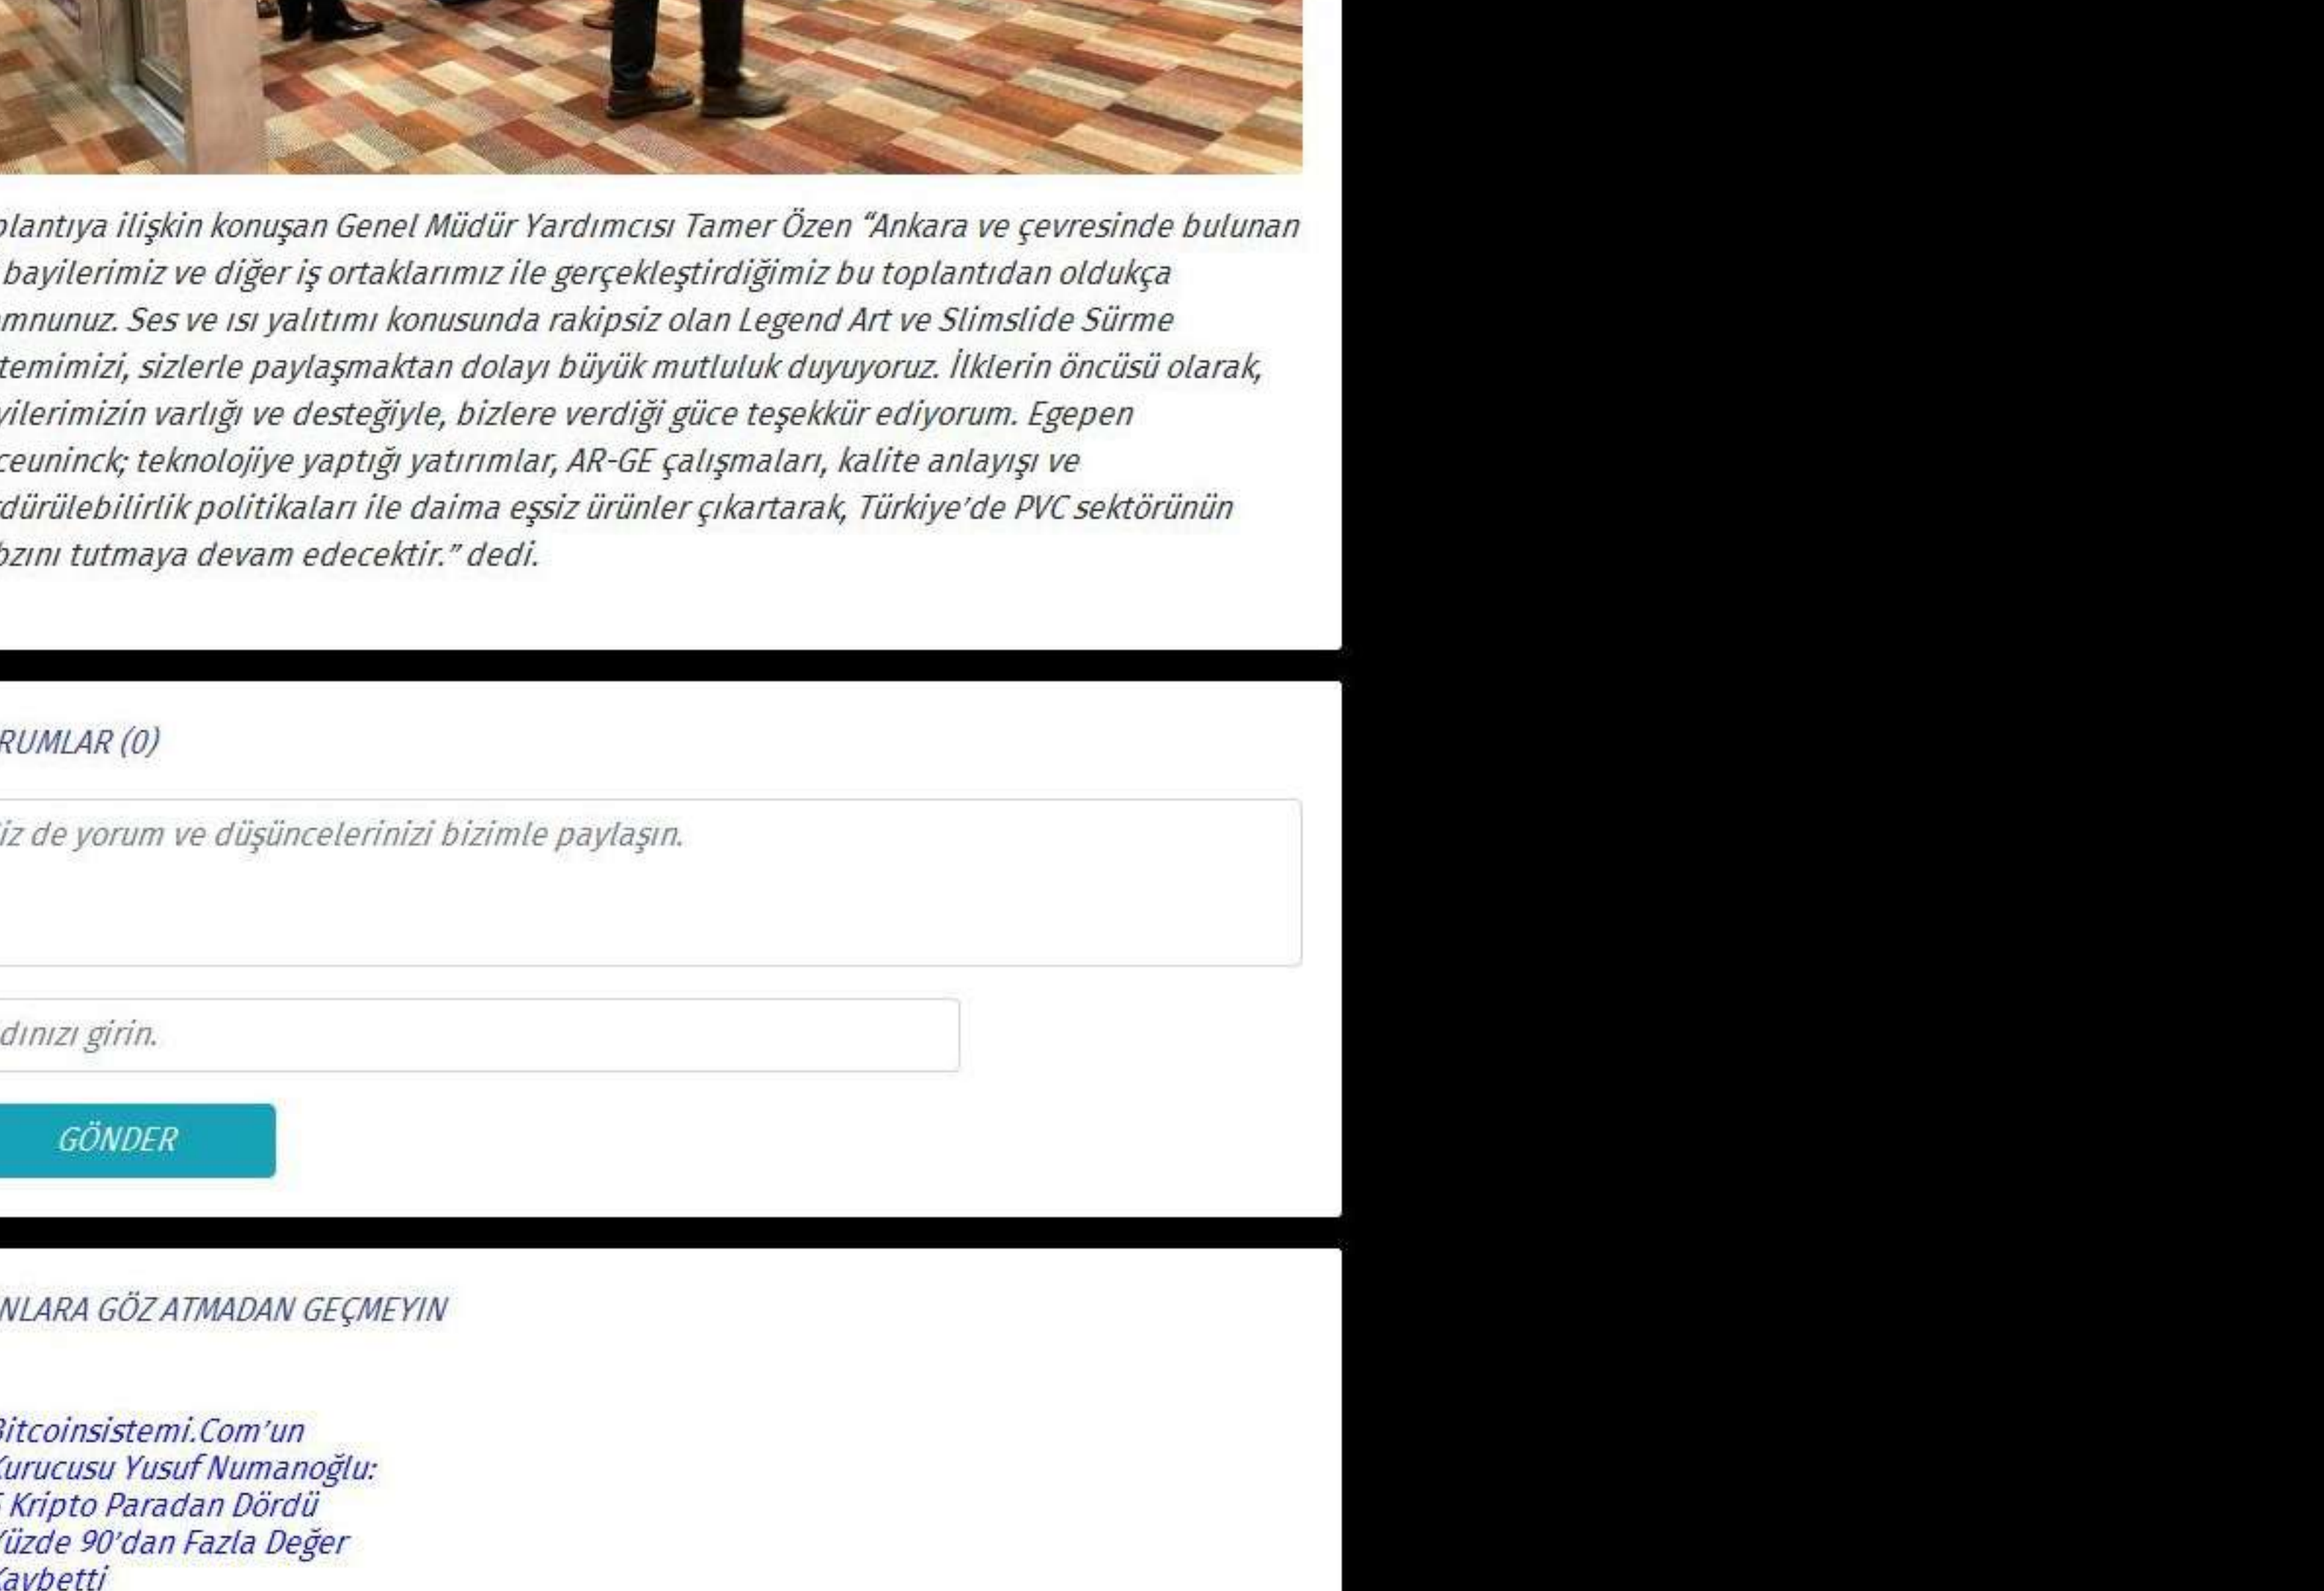 plantıya ilişkin konuşan Genel Müdür Yardımcısı Tamer Özen “Ankara ve çevresinde bulunan
bayilerimiz ve diğer iş ortaklarımız ile gerçekleştirdiğimiz bu toplantıdan oldukça
mnunuz. Ses ve ısı yalıtımı konusunda rakipsiz olan Legend Art ve Slimslide Sürme
temimizi, sizlerle paylaşmaktan dolayı büyük mutluluk duyuyoruz. İlklerin öncüsü olarak,
yilerimizin varlığı ve desteğiyle, bizlere verdiği güce teşekkür ediyorum. Egepen
ceuninck; teknolojiye yaptığı yatırımlar, AR-GE çalışmaları, kalite anlayışı ve
dürülebilirlik politikaları ile daima eşsiz ürünler çıkartarak, Türkiye’de PVC sektörünün
bzını tutmaya devam edecektir.” dedi.
RUMLAR (0)
iz de yorum ve düşüncelerinizi bizimle paylaşın.
dınızı girin.
GÖNDER
NLARA GÖZ ATMADAN GEÇMEYIN
Bitcoinsistemi.Com’un
Kurucusu Yusuf Numanoğlu:
Kripto Paradan Dördü
Yüzde 90’dan Fazla Değer
Kaybetti